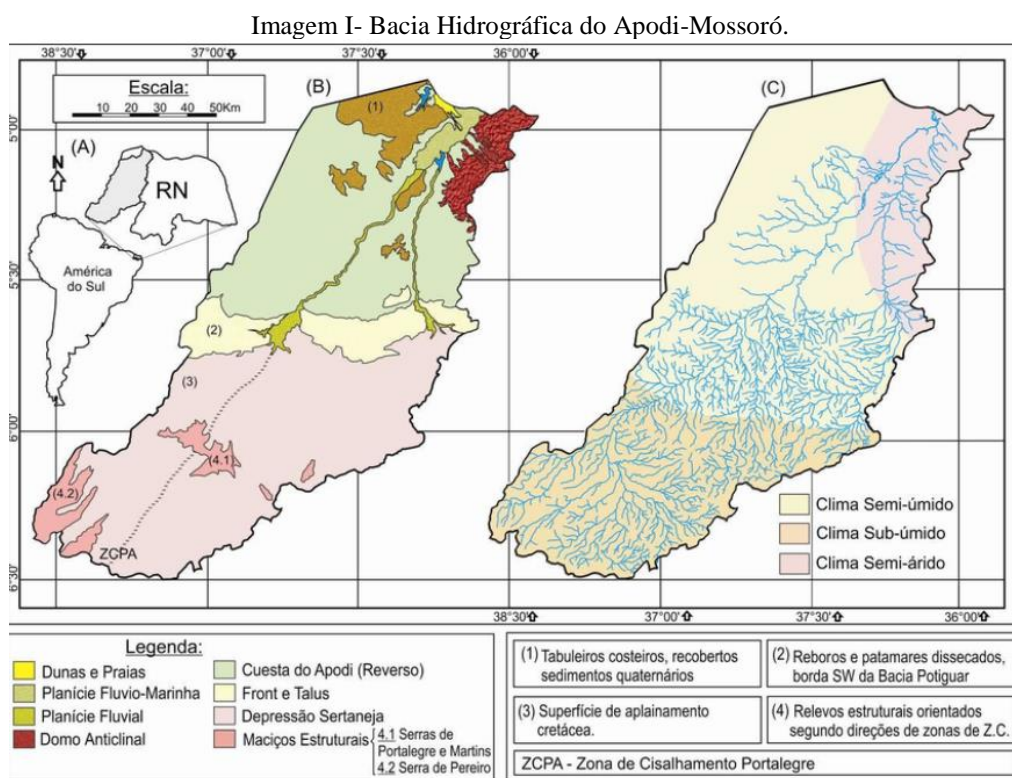 Imagem I- Bacia Hidrográfica do Apodi-Mossoró.
38°30' 37°00' 36°00'
Escala:
10 20 30 40 50Km
(A)
N
RN
América
do Sul
(B)
(1)
(2)
(3)
(4.1)
(4.2)
ZCPA
(C)
5°00'
5°30'
6°00'
6°30'
Clima Semi-úmido
Clima Sub-úmido
Clima Semi-árido
38°30' 37°00' 37°30' 36°00'
Legenda:
Dunas e Praias
Planície Fluvio-Marinha
Planície Fluvial
Domo Anticlinal
Cuesta do Apodi (Reverso)
Front e Talus
Depressão Sertaneja
Maciços Estruturais
4.1 Serras de
Portalegre e Martins
4.2 Serra de Pereiro
(1) Tabuleiros costeiros, recobertos
sedimentos quaternários
(2) Reboros e patamares dissecados,
borda SW da Bacia Potiguar
(3) Superfície de aplainamento
cretácea.
(4) Relevos estruturais orientados
segundo direções de zonas de Z.C.
ZCPA - Zona de Cisalhamento Portalegre